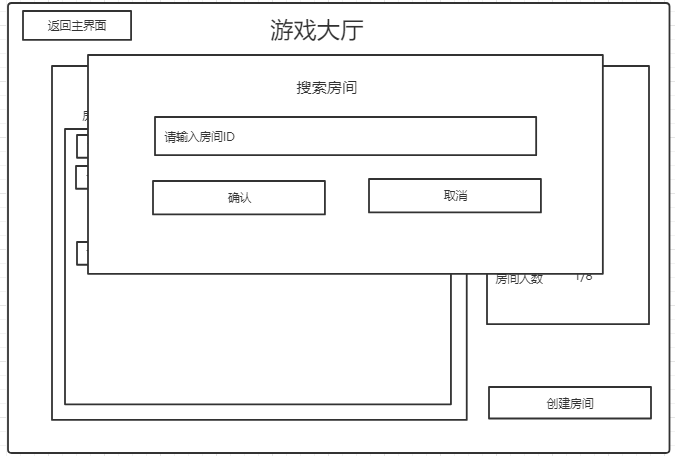 返回主界面
游戏大厅
搜索房间
请输入房间ID
确认
取消
房间人数 1/8
创建房间